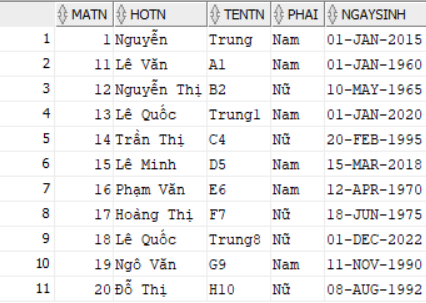 MATN HOTN TENTN PHAI NGAYSINH
1 1 Nguyễn Trung Nam 01-JAN-2015
2 11 Lê Văn A1 Nam 01-JAN-1960
3 12 Nguyễn Thị B2 Nữ 10-MAY-1965
4 13 Lê Quốc Trung1 Nam 01-JAN-2020
5 14 Trần Thị C4 Nữ 20-FEB-1995
6 15 Lê Minh D5 Nam 15-MAR-2018
7 16 Phạm Văn E6 Nam 12-APR-1970
8 17 Hoàng Thị F7 Nữ 18-JUN-1975
9 18 Lê Quốc Trung8 Nữ 01-DEC-2022
10 19 Ngô Văn G9 Nam 11-NOV-1990
11 20 Đỗ Thị H10 Nữ 08-AUG-1992